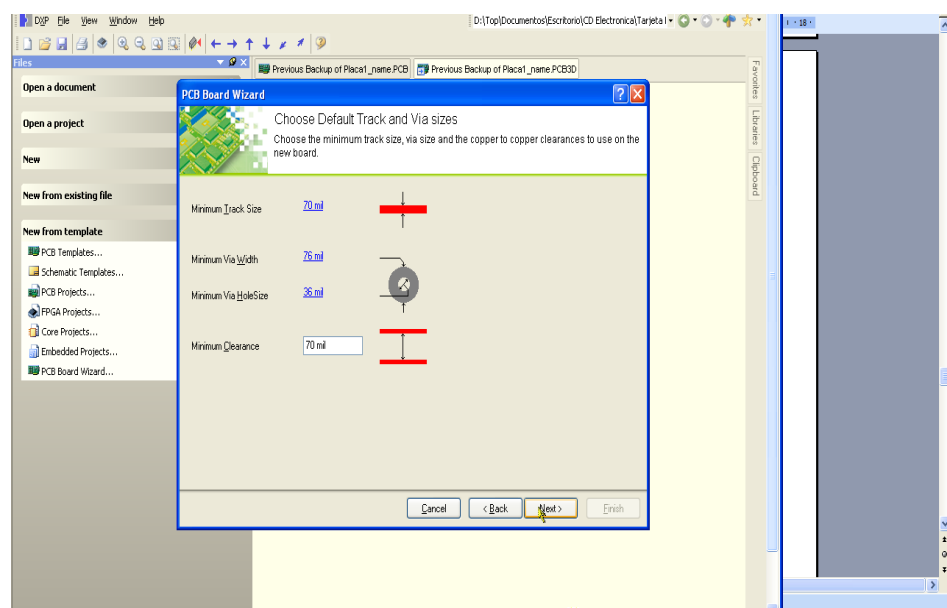 DXP File View Window Help
D:\Top\Documentos\Escritorio\CD Electronica\Tarjeta I
· 18 ·
Files
Previous Backup of Placa1_name.PCB Previous Backup of Placa1_name.PCB3D
Open a document
Open a project
New
New from existing file
New from template
PCB Templates...
Schematic Templates...
PCB Projects...
FPGA Projects...
Core Projects...
Embedded Projects...
PCB Board Wizard...
PCB Board Wizard
Choose Default Track and Via sizes
Choose the minimum track size, via size and the copper to copper clearances to use on the
new board.
Minimum Track Size 70 mil
Minimum Via Width 76 mil
Minimum Via HoleSize 36 mil
Minimum Clearance 70 mil
Cancel < Back Next > Finish
Favorites
Libraries
Clipboard